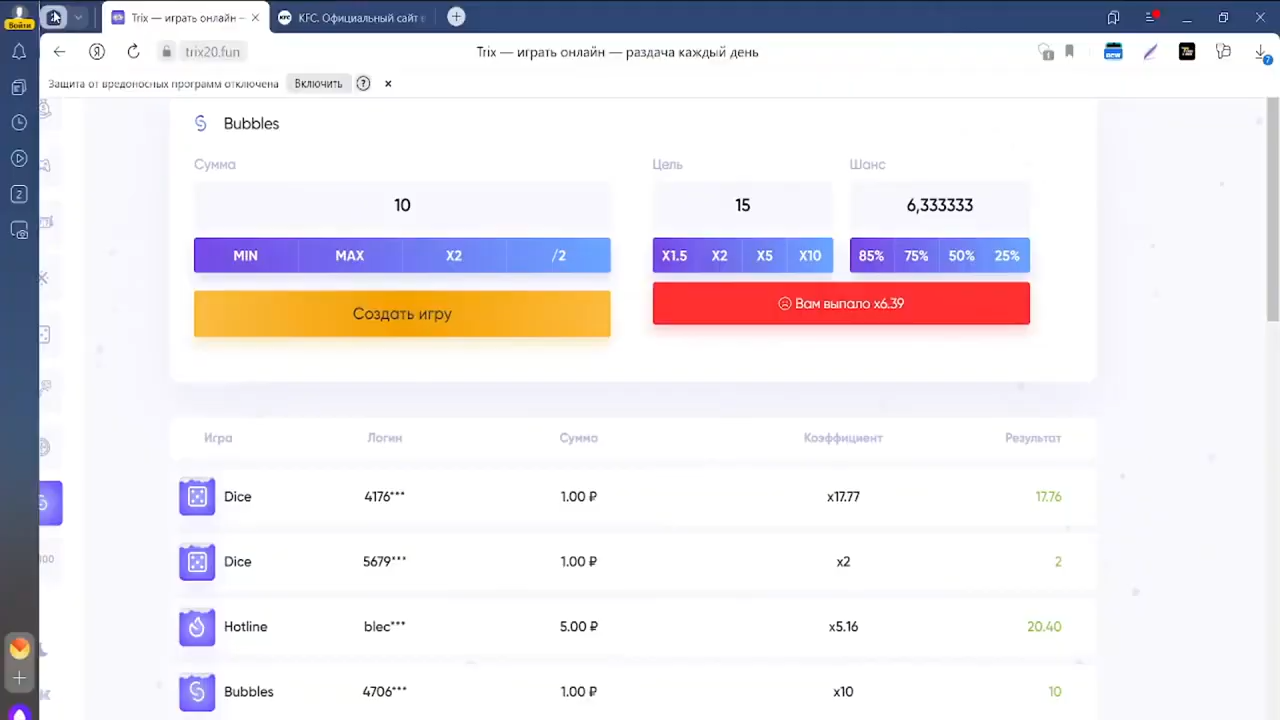 Войти
Trix — играть онлайн —
KFC. Официальный сайт
trix20.fun
Trix — играть онлайн — раздача каждый день
Защита от вредоносных программ отключена
Включить
Bubbles
Сумма
Цель
Шанс
10
15
6,333333
MIN MAX X2 /2
X1.5 X2 X5 X10
85% 75% 50% 25%
Создать игру
Вам выпало x6.39
Игра Логин Сумма Коэффициент Результат
Dice 4176*** 1.00 ₽ x17.77 17.76
Dice 5679*** 1.00 ₽ x2 2
Hotline blec*** 5.00 ₽ x5.16 20.40
Bubbles 4706*** 1.00 ₽ x10 10